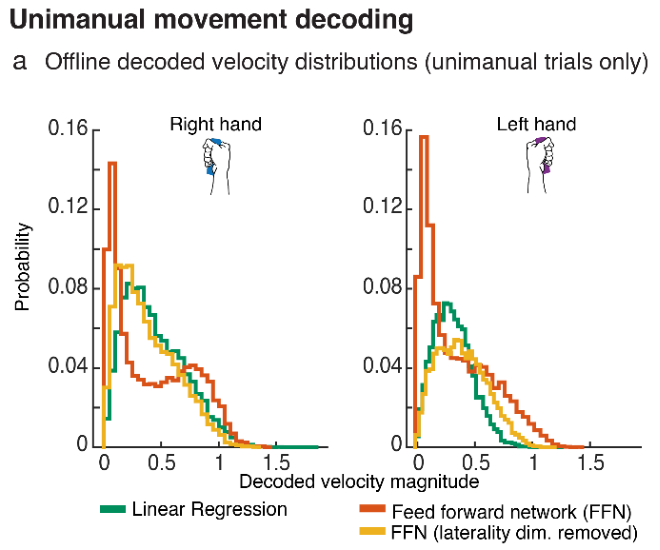 Unimanual movement decoding
a Offline decoded velocity distributions (unimanual trials only)
Right hand
Left hand
Probability
0.16
0.12
0.08
0.04
0
0 0.5 1 1.5
0.16
0.12
0.08
0.04
0
0 0.5 1 1.5
Decoded velocity magnitude
Linear Regression
Feed forward network (FFN)
FFN (laterality dim. removed)